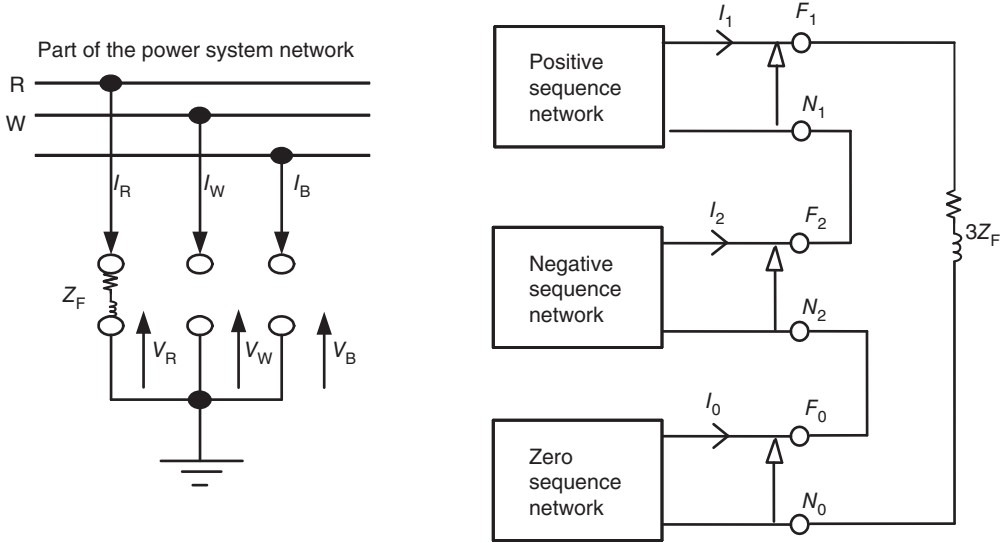 Part of the power system network
R
W
I_R
I_W
I_B
Z_F
V_R
V_W
V_B
Positive
sequence
network
I_1
F_1
N_1
Negative
sequence
network
I_2
F_2
N_2
Zero
sequence
network
I_0
F_0
N_0
3Z_F